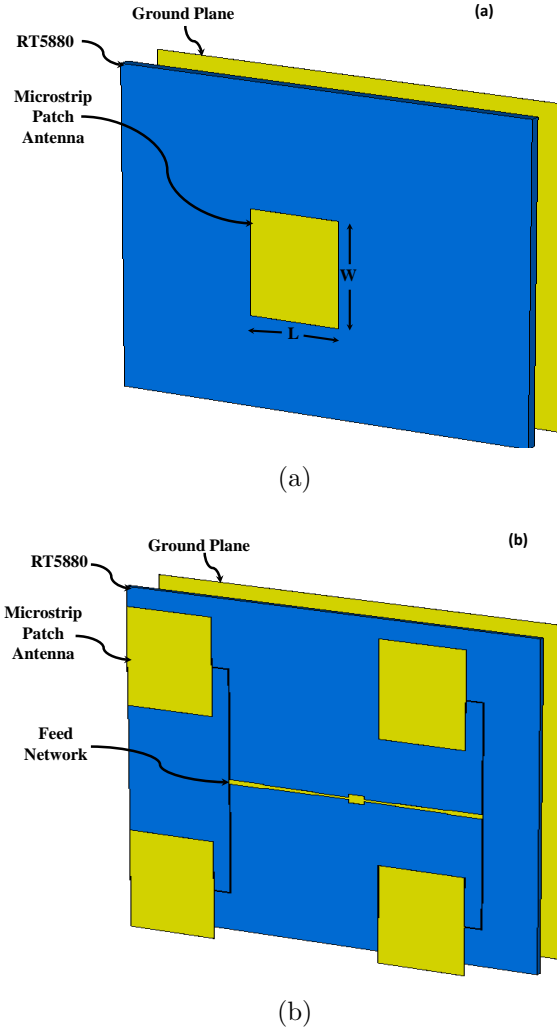 Ground Plane
(a)
RT5880
Microstrip
Patch
Antenna
W
L
(a)
(b)
Ground Plane
RT5880
Microstrip
Patch
Antenna
Feed
Network
(b)